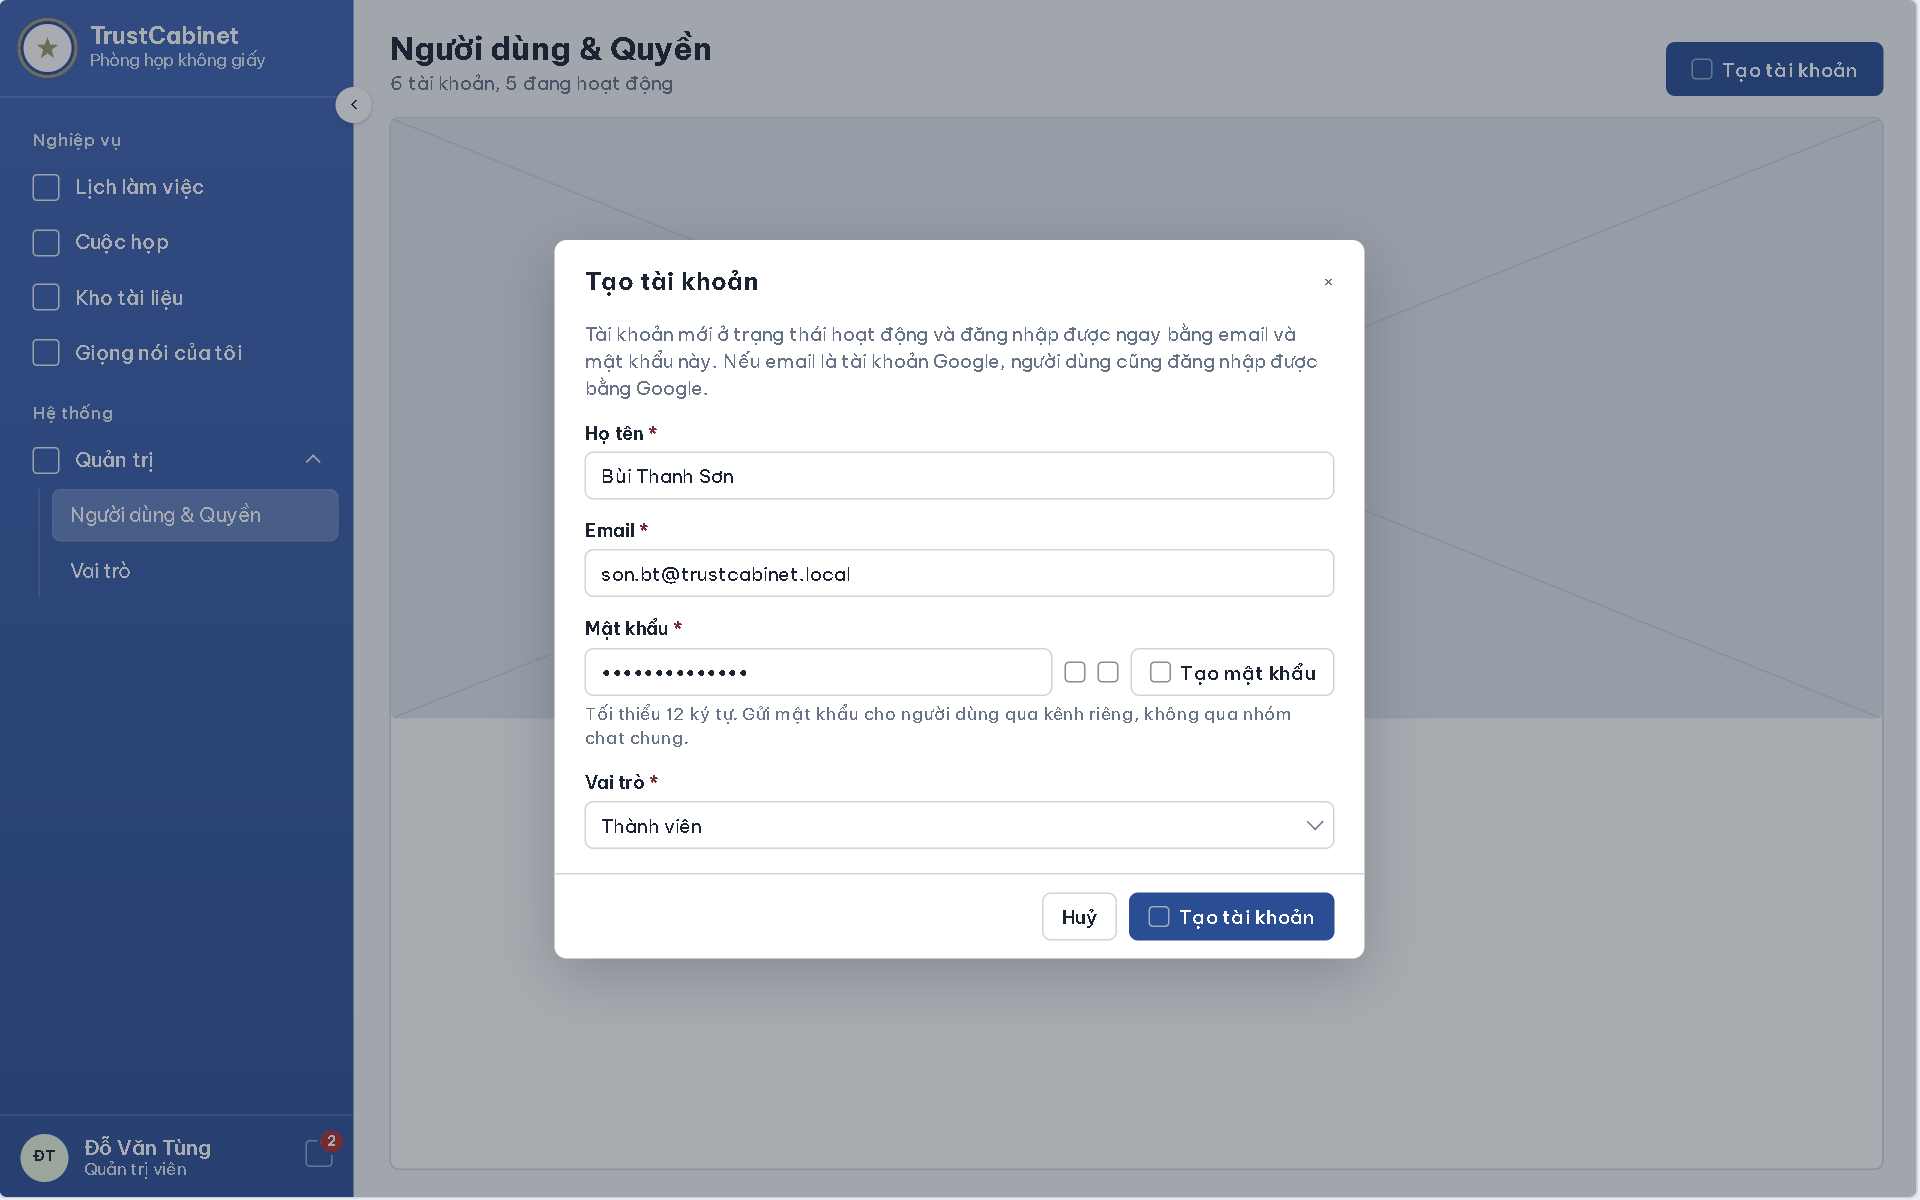 TrustCabinet
Phòng họp không giấy
Nghiệp vụ
Lịch làm việc
Cuộc họp
Kho tài liệu
Giọng nói của tôi
Hệ thống
Quản trị
Người dùng & Quyền
Vai trò
ĐT
Đỗ Văn Tùng
Quản trị viên
2
Người dùng & Quyền
6 tài khoản, 5 đang hoạt động
Tạo tài khoản
Tạo tài khoản
×
Tài khoản mới ở trạng thái hoạt động và đăng nhập được ngay bằng email và
mật khẩu này. Nếu email là tài khoản Google, người dùng cũng đăng nhập được
bằng Google.
Họ tên *
Bùi Thanh Sơn
Email *
son.bt@trustcabinet.local
Mật khẩu *
••••••••••••••
Tạo mật khẩu
Tối thiểu 12 ký tự. Gửi mật khẩu cho người dùng qua kênh riêng, không qua nhóm
chat chung.
Vai trò *
Thành viên
Huỷ
Tạo tài khoản